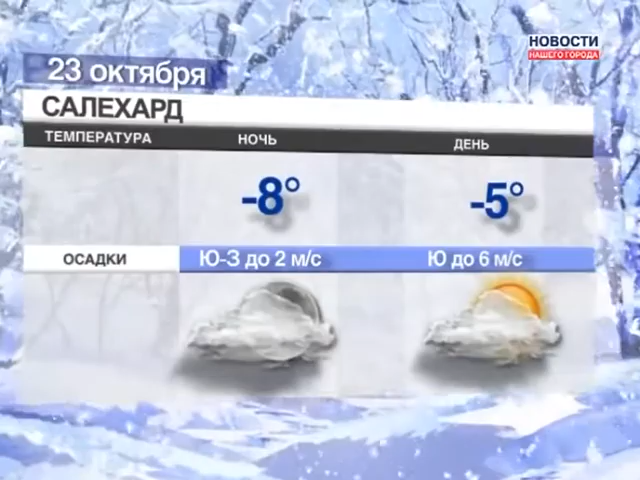 НОВОСТИ
НАШЕГО ГОРОДА
23 октября
САЛЕХАРД
ТЕМПЕРАТУРА НОЧЬ ДЕНЬ
-8° -5°
ОСАДКИ Ю-З до 2 м/с Ю до 6 м/с